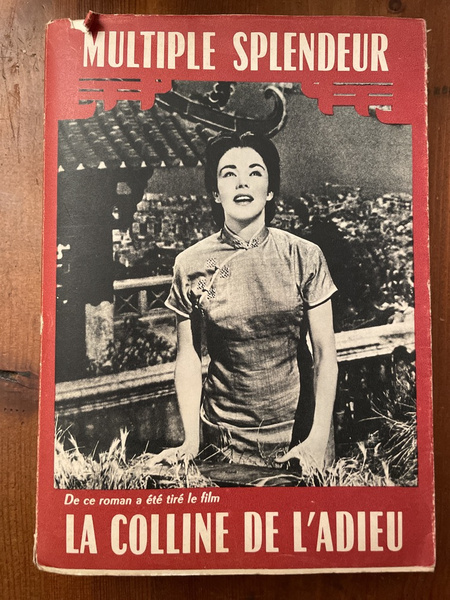 MULTIPLE SPLENDEUR
De ce roman a été tiré le film
LA COLLINE DE L'ADIEU